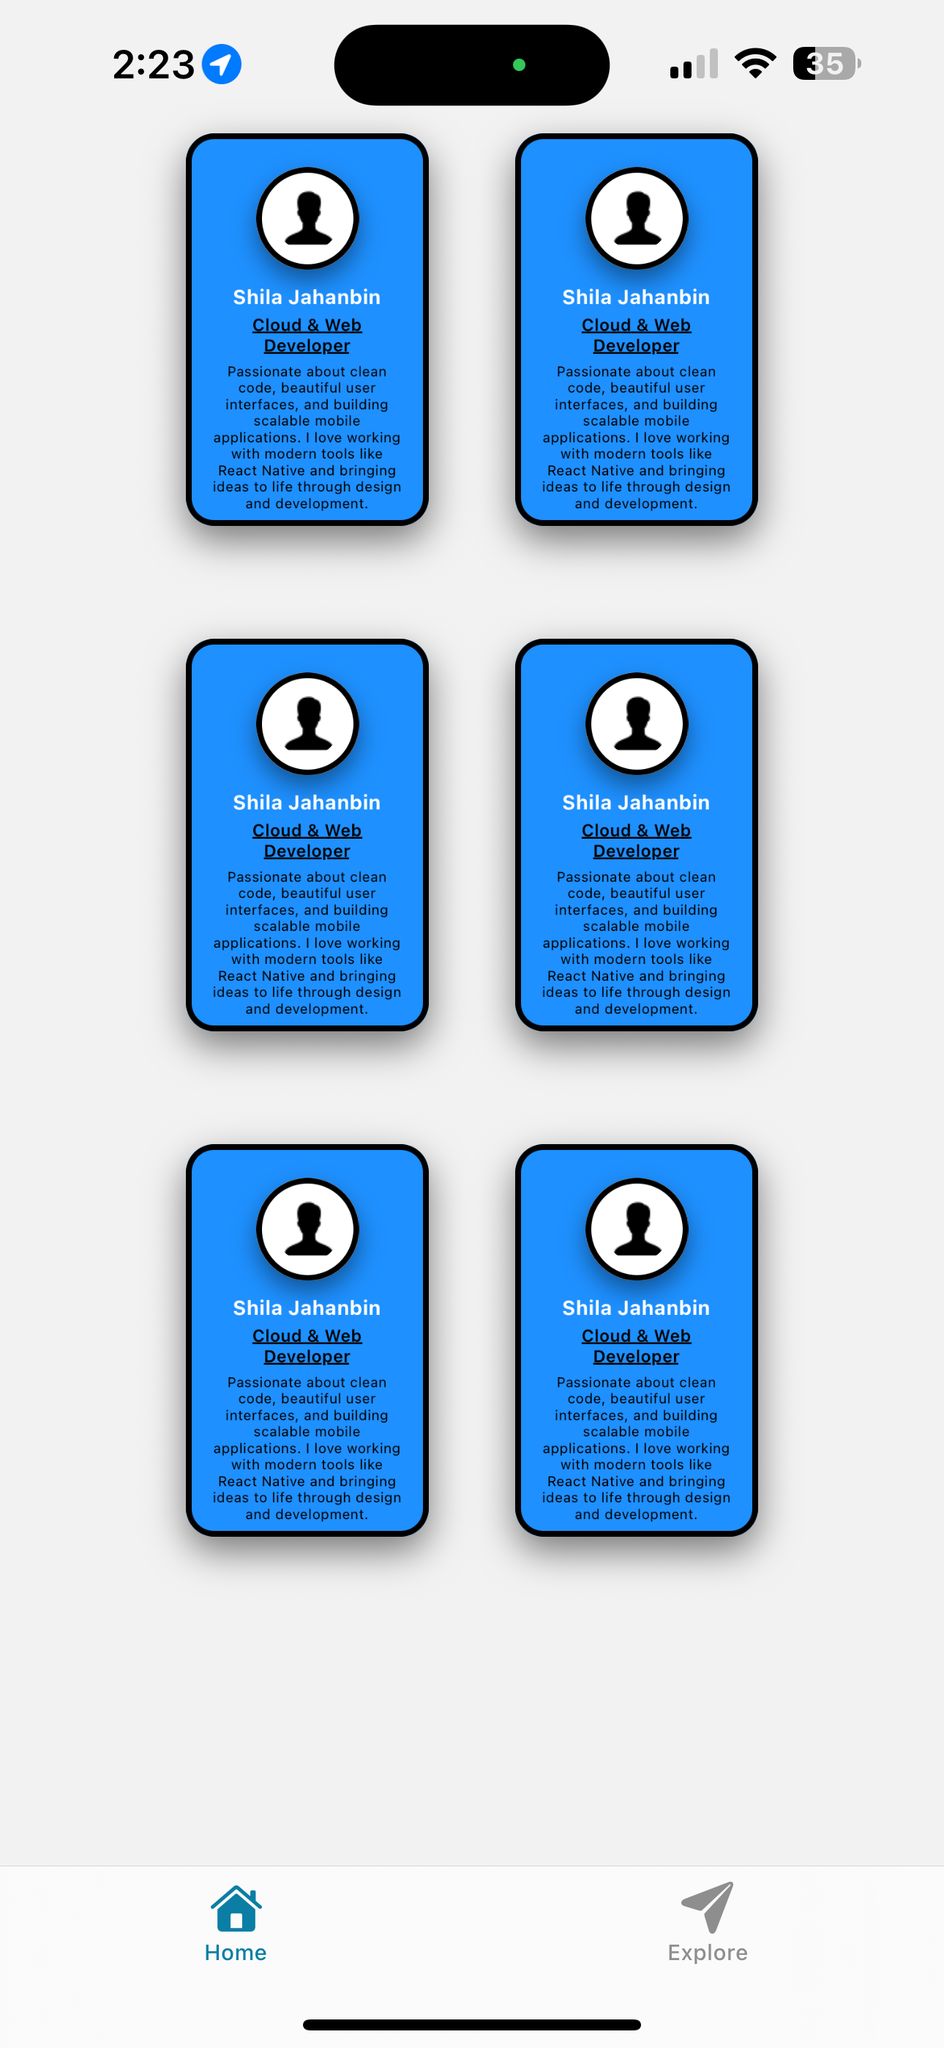 2:23
35
Shila Jahanbin
Cloud & Web
Developer
Passionate about clean
code, beautiful user
interfaces, and building
scalable mobile
applications. I love working
with modern tools like
React Native and bringing
ideas to life through design
and development.
Shila Jahanbin
Cloud & Web
Developer
Passionate about clean
code, beautiful user
interfaces, and building
scalable mobile
applications. I love working
with modern tools like
React Native and bringing
ideas to life through design
and development.
Shila Jahanbin
Cloud & Web
Developer
Passionate about clean
code, beautiful user
interfaces, and building
scalable mobile
applications. I love working
with modern tools like
React Native and bringing
ideas to life through design
and development.
Shila Jahanbin
Cloud & Web
Developer
Passionate about clean
code, beautiful user
interfaces, and building
scalable mobile
applications. I love working
with modern tools like
React Native and bringing
ideas to life through design
and development.
Shila Jahanbin
Cloud & Web
Developer
Passionate about clean
code, beautiful user
interfaces, and building
scalable mobile
applications. I love working
with modern tools like
React Native and bringing
ideas to life through design
and development.
Shila Jahanbin
Cloud & Web
Developer
Passionate about clean
code, beautiful user
interfaces, and building
scalable mobile
applications. I love working
with modern tools like
React Native and bringing
ideas to life through design
and development.
Home
Explore